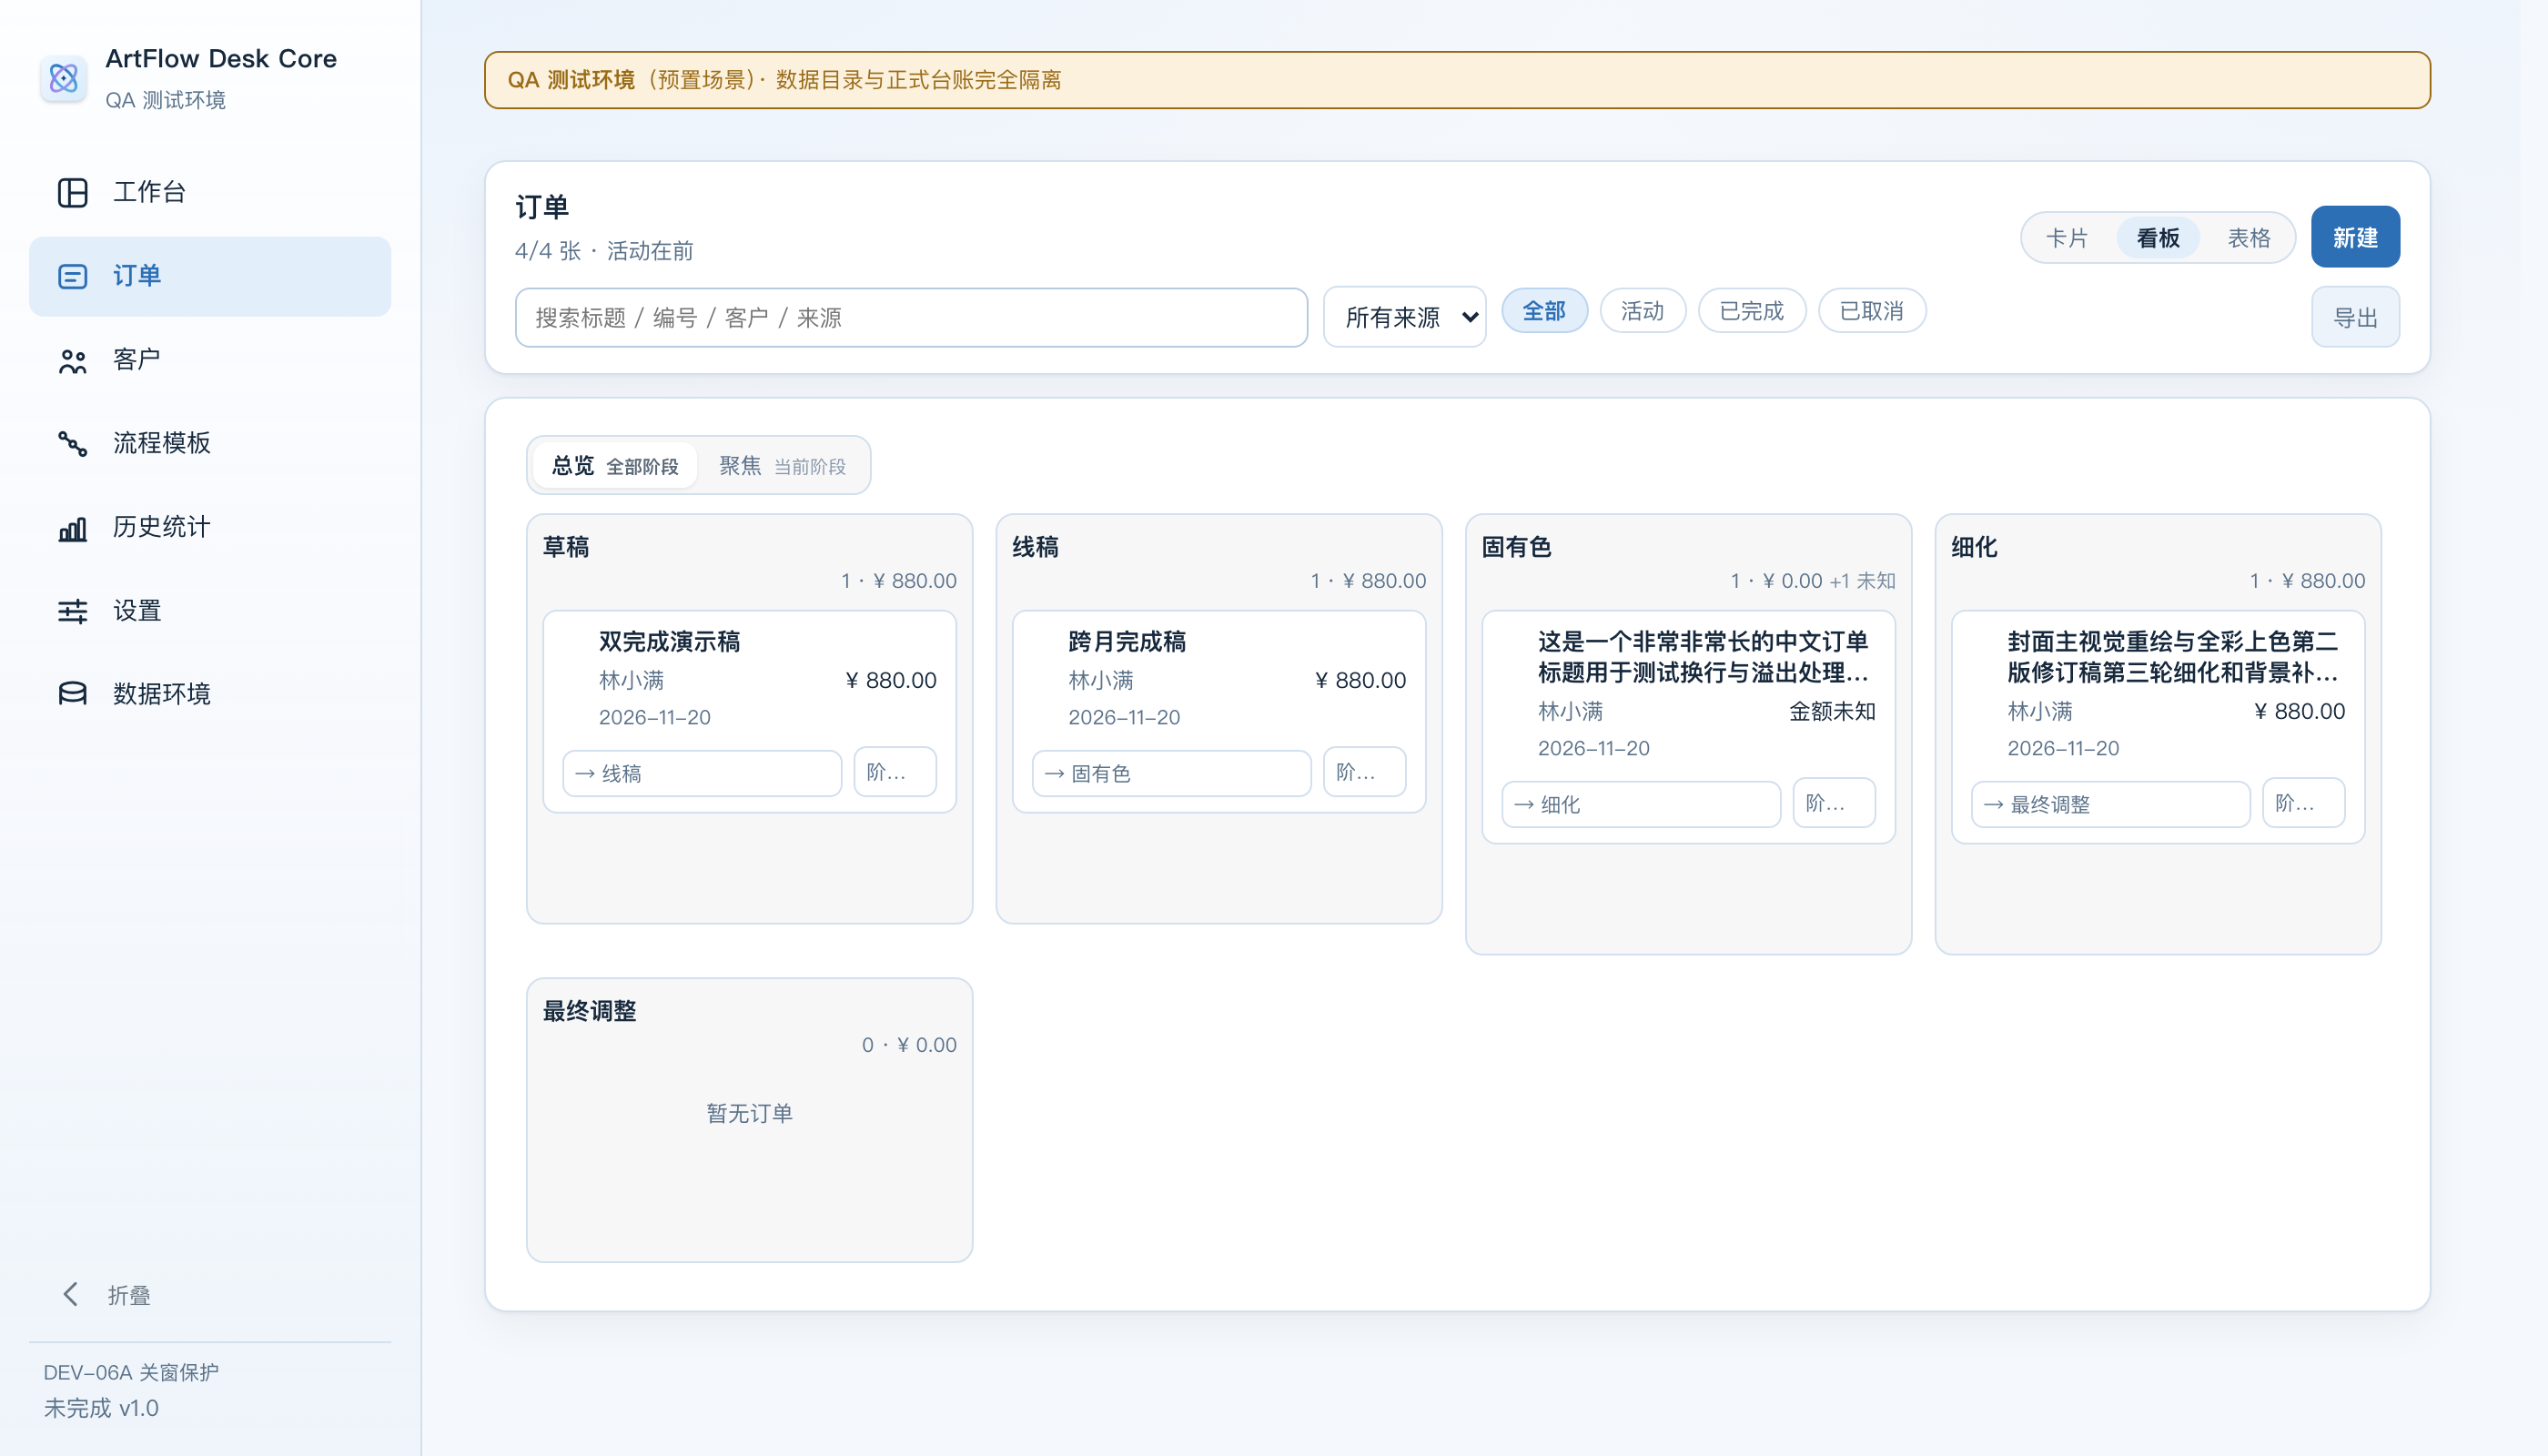 ArtFlow Desk Core
QA 测试环境
工作台
订单
客户
流程模板
历史统计
设置
数据环境
折叠
DEV-06A 关窗保护
未完成 v1.0
QA 测试环境（预置场景）· 数据目录与正式台账完全隔离
订单
4/4 张 · 活动在前
卡片 看板 表格 新建
搜索标题 / 编号 / 客户 / 来源 所有来源 全部 活动 已完成 已取消 导出
总览 全部阶段 聚焦 当前阶段
草稿
1 · ¥ 880.00
双完成演示稿
林小满 ¥ 880.00
2026-11-20
→ 线稿 阶...
线稿
1 · ¥ 880.00
跨月完成稿
林小满 ¥ 880.00
2026-11-20
→ 固有色 阶...
固有色
1 · ¥ 0.00 +1 未知
这是一个非常非常长的中文订单
标题用于测试换行与溢出处理...
林小满 金额未知
2026-11-20
→ 细化 阶...
细化
1 · ¥ 880.00
封面主视觉重绘与全彩上色第二
版修订稿第三轮细化和背景补...
林小满 ¥ 880.00
2026-11-20
→ 最终调整 阶...
最终调整
0 · ¥ 0.00
暂无订单